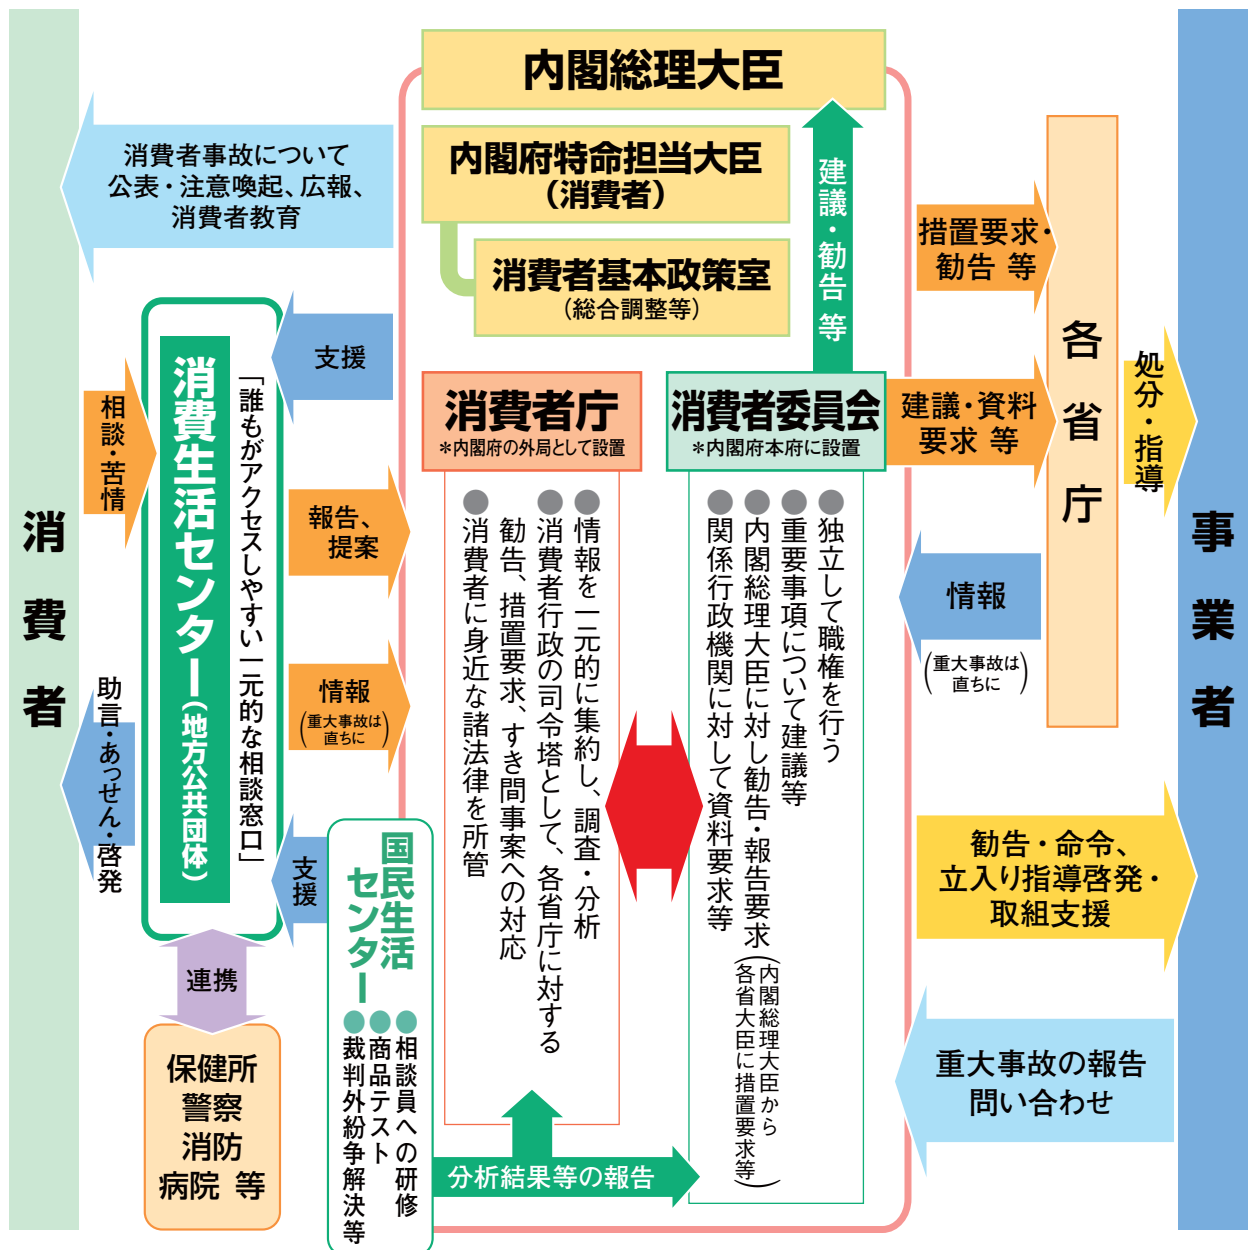 内閣総理大臣
内閣府特命担当大臣
（消費者）
消費者基本政策室
（総合調整等）
建議・勧告 等
消費者事故について
公表・注意喚起、広報、
消費者教育
支援
消費者
相談・苦情
助言・あっせん・啓発
消費生活センター（地方公共団体）
「誰もがアクセスしやすい一元的な相談窓口」
報告、
提案
情報
（重大事故は
直ちに）
支援
連携
保健所
警察
消防
病院 等
国民生活
センター
●相談員への研修
●商品テスト
●裁判外紛争解決等
分析結果等の報告
消費者庁
＊内閣府の外局として設置
●情報を一元的に集約し、調査・分析
●消費者行政の司令塔として、各省庁に対する
勧告、措置要求、すき間事案への対応
●消費者に身近な諸法律を所管
消費者委員会
＊内閣府本府に設置
●独立して職権を行う
●重要事項について建議等
●内閣総理大臣に対し勧告・報告要求
（内閣総理大臣から
各省大臣に措置要求等）
●関係行政機関に対して資料要求等
措置要求・
勧告 等
建議・資料
要求 等
各省庁
処分・指導
情報
（重大事故は
直ちに）
勧告・命令、
立入り指導啓発・
取組支援
重大事故の報告
問い合わせ
事業者